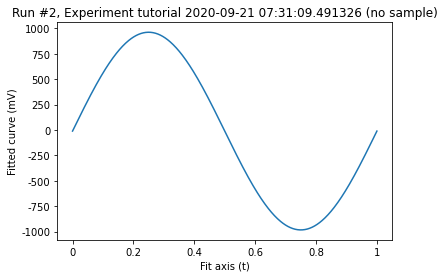 Run #2, Experiment tutorial 2020-09-21 07:31:09.491326 (no sample)
1000
750
500
250
0
-250
-500
-750
-1000
Fitted curve (mV)
0 0.2 0.4 0.6 0.8 1
Fit axis (t)